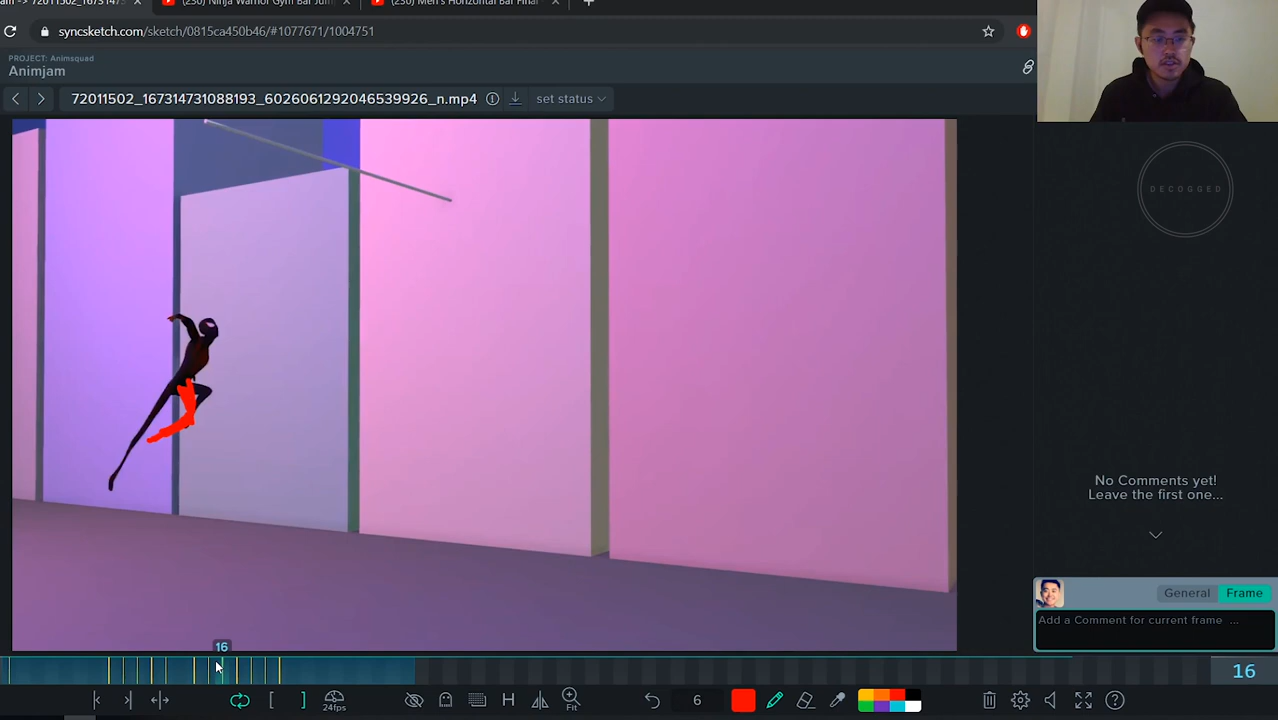 am -> 72011502_1673147
(230) Ninja Warrior Gym Bar Jum
(230) Men's Horizontal Bar Final
syncsketch.com/sketch/0815ca450b46/#1077671/1004751
PROJECT: Animsquad
Animjam
72011502_167314731088193_6026061292046539926_n.mp4
set status
DECOGGED
No Comments yet!
Leave the first one...
General
Frame
Add a Comment for current frame ...
16
16
24fps
H
Fit
6